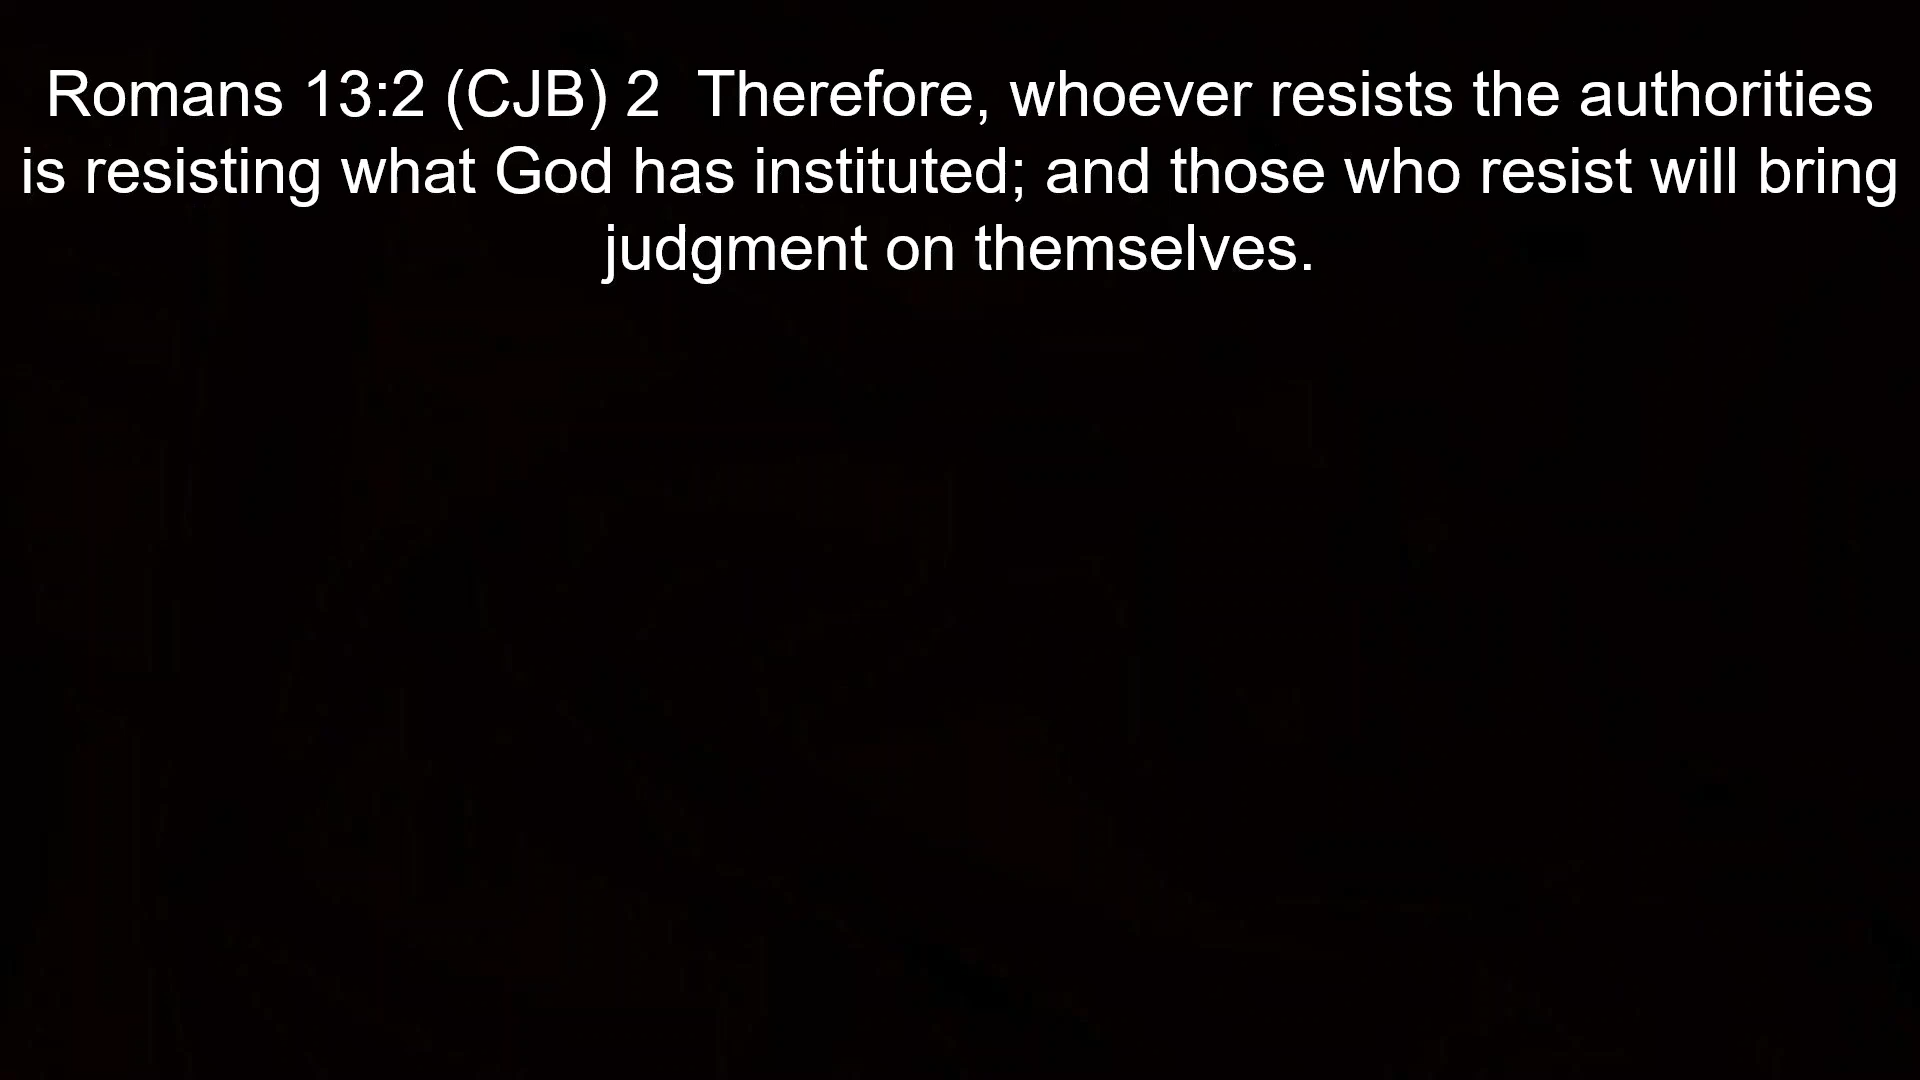 Romans 13:2 (CJB) 2  Therefore, whoever resists the authorities
is resisting what God has instituted; and those who resist will bring
judgment on themselves.